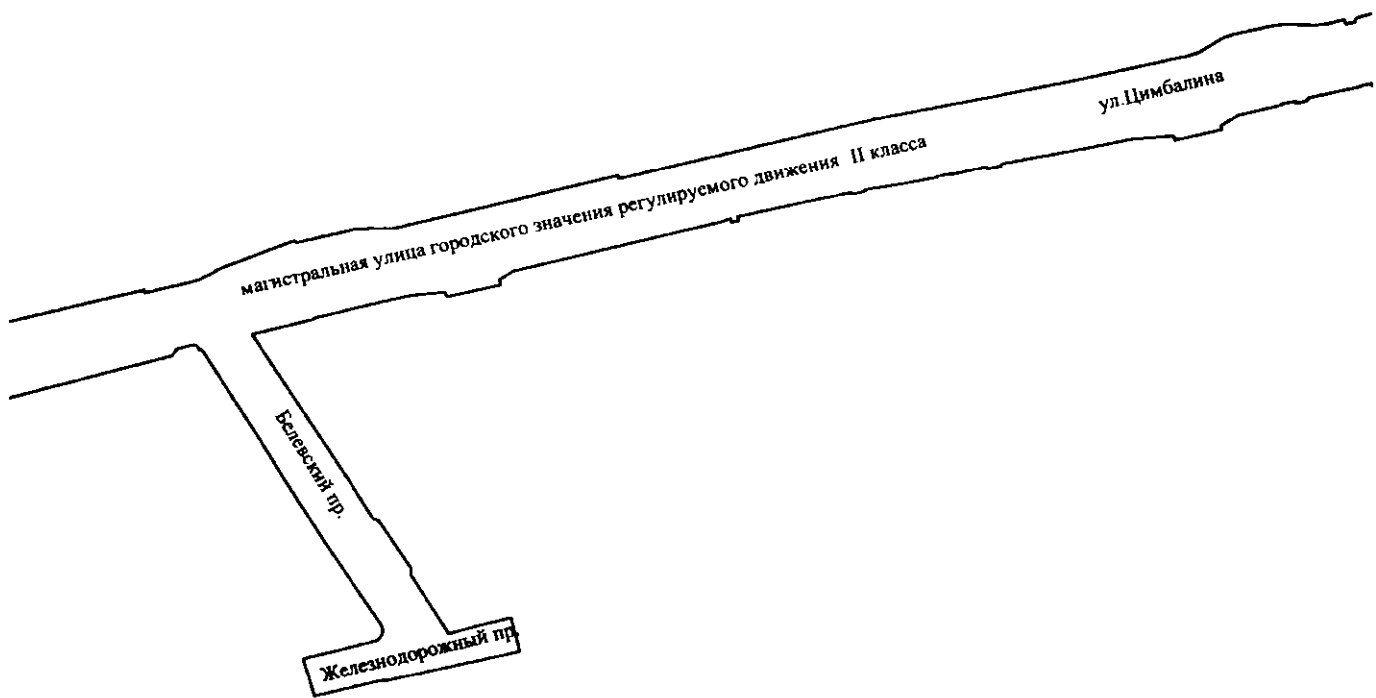 ул.Цимбалина
магистральная улица городского значения регулируемого движения II класса
Белевский пр.
Железнодорожный пр.